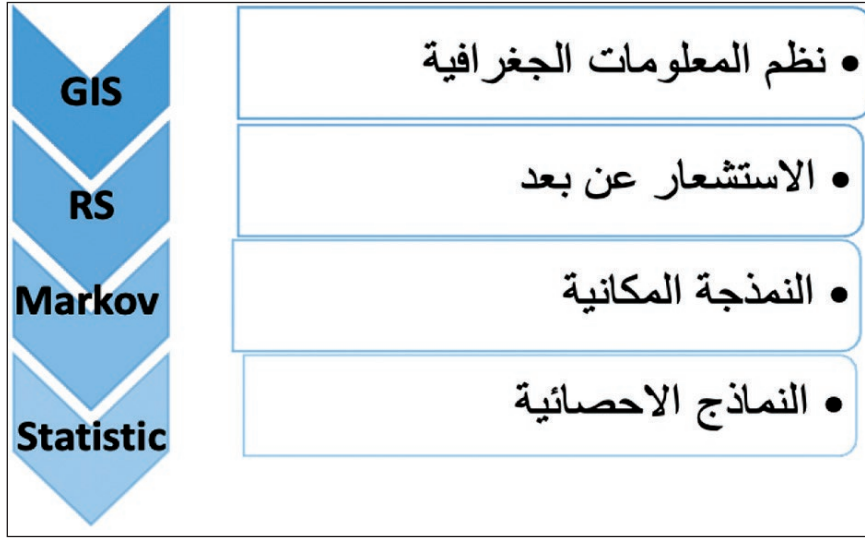 GIS
• نظم المعلومات الجغرافية
RS
• الاستشعار عن بعد
Markov
• النمذجة المكانية
Statistic
• النماذج الاحصائية